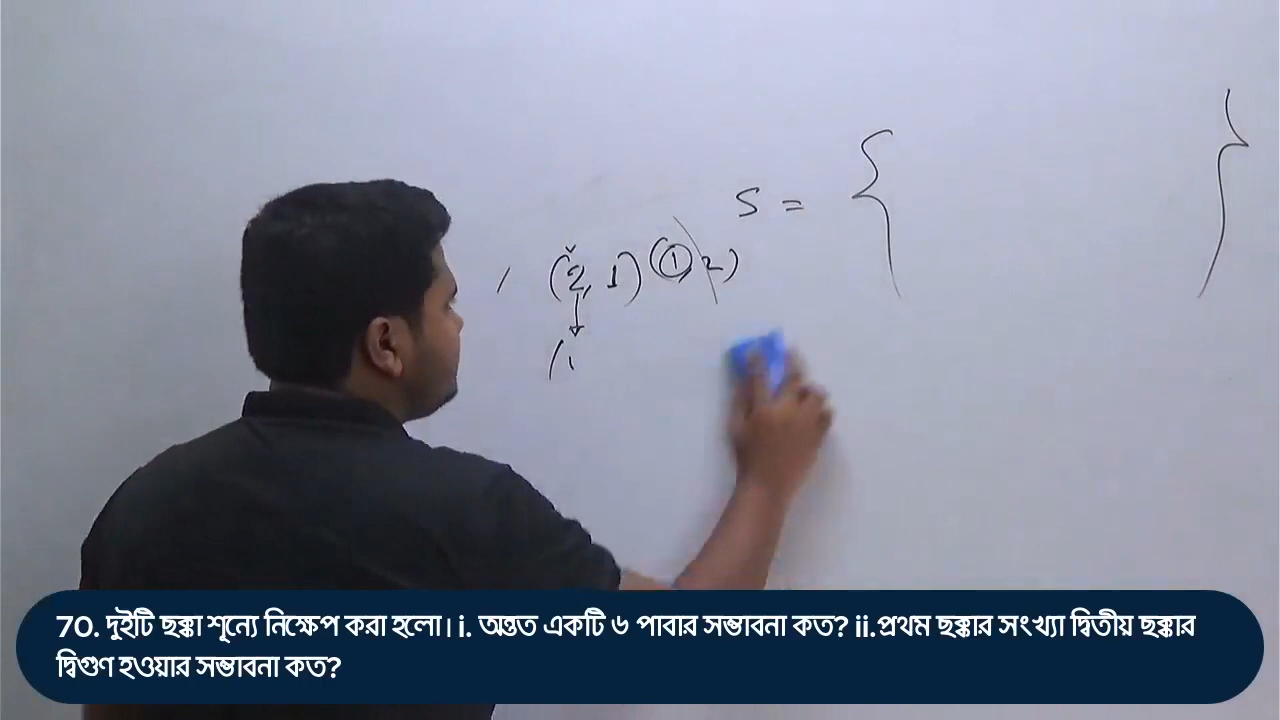 S = { }
(2, 1) (1, 2)
70. দুইটি ছক্কা শূন্যে নিক্ষেপ করা হলো। i. অন্তত একটি ৬ পাবার সম্ভাবনা কত? ii.প্রথম ছক্কার সংখ্যা দ্বিতীয় ছক্কার
দ্বিগুণ হওয়ার সম্ভাবনা কত?